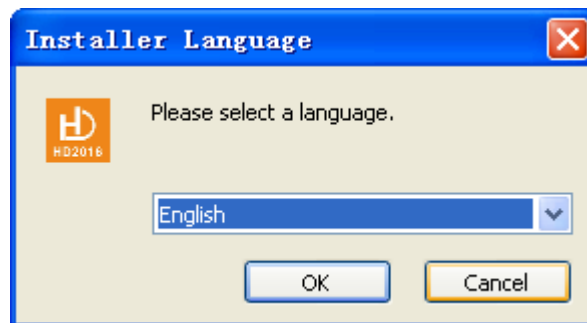 Installer Language
Please select a language.
HD2016
English
OK
Cancel